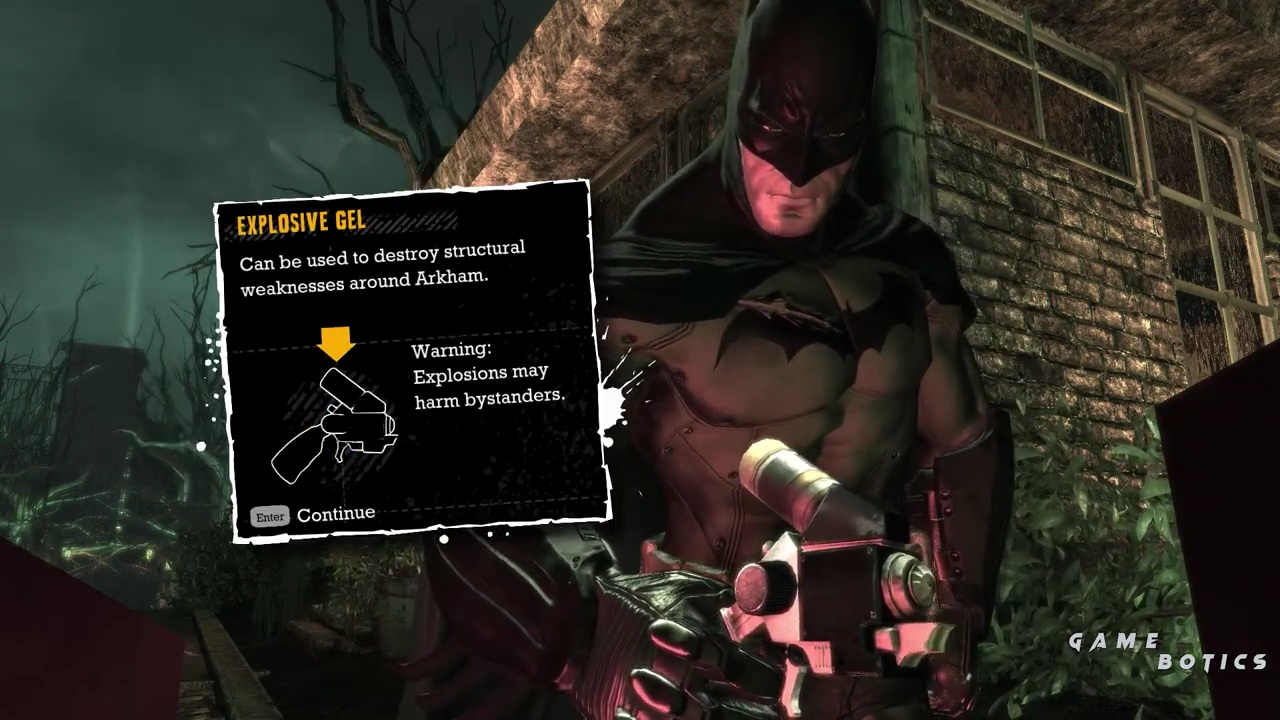 EXPLOSIVE GEL
Can be used to destroy structural
weaknesses around Arkham.
Warning:
Explosions may
harm bystanders.
Enter Continue
GAME
BOTICS